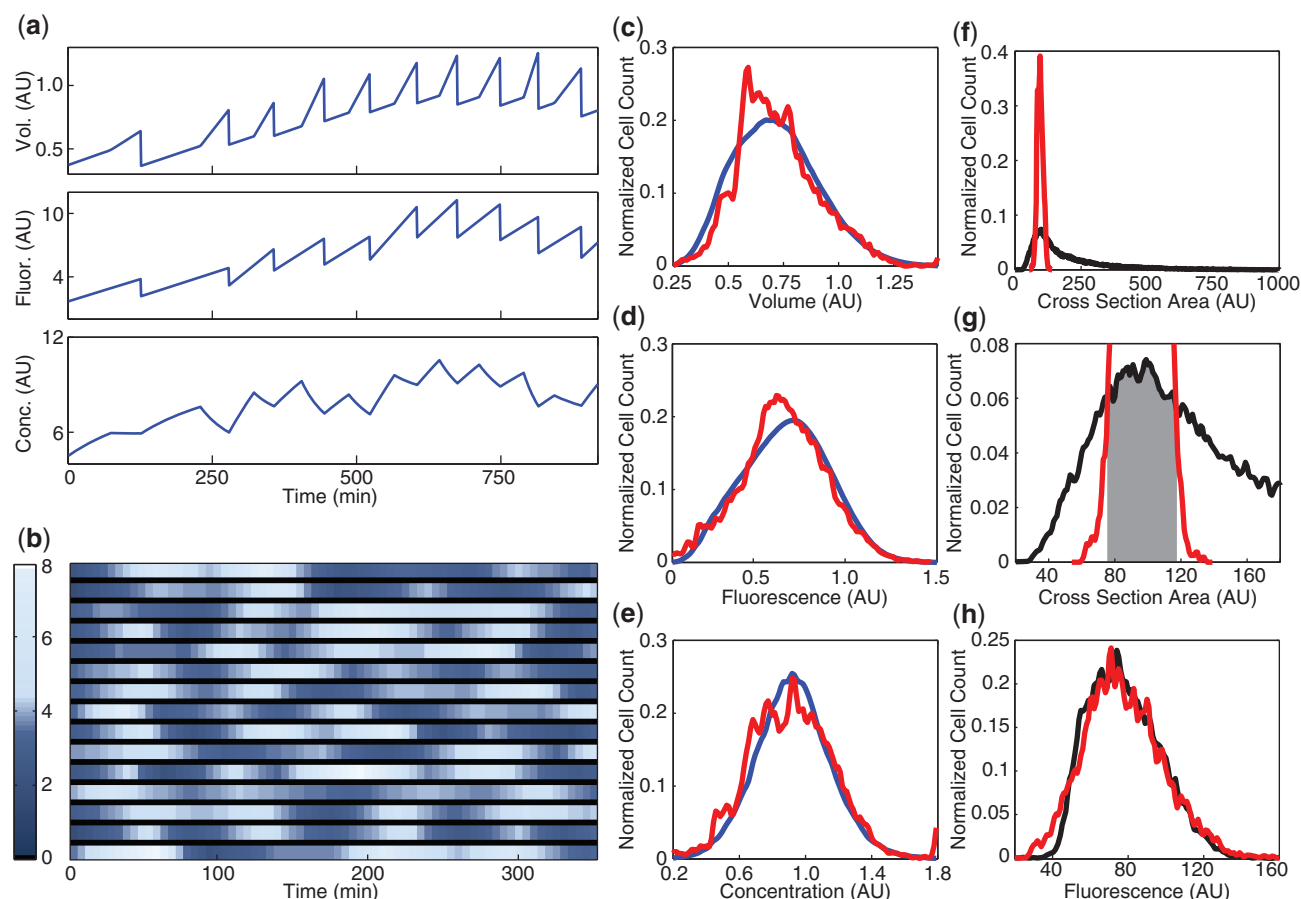 (a)
Vol. (AU)
1.0
0.5
Fluor. (AU)
10
4
Conc. (AU)
12
6
0
250
500
750
Time (min)
(b)
8
6
4
2
0
0
100
200
300
Time (min)
(c)
Normalized Cell Count
0.3
0.2
0.1
0
0.25
0.5
0.75
1.0
1.25
Volume (AU)
(d)
Normalized Cell Count
0.3
0.2
0.1
0
0
0.5
1.0
1.5
Fluorescence (AU)
(e)
Normalized Cell Count
0.3
0.2
0.1
0
0.2
0.6
1.0
1.4
1.8
Concentration (AU)
(f)
Normalized Cell Count
0.4
0.3
0.2
0.1
0
0
250
500
750
1000
Cross Section Area (AU)
(g)
Normalized Cell Count
0.08
0.06
0.04
0.02
0
40
80
120
160
Cross Section Area (AU)
(h)
Normalized Cell Count
0.25
0.2
0.15
0.1
0.05
0
40
80
120
160
Fluorescence (AU)